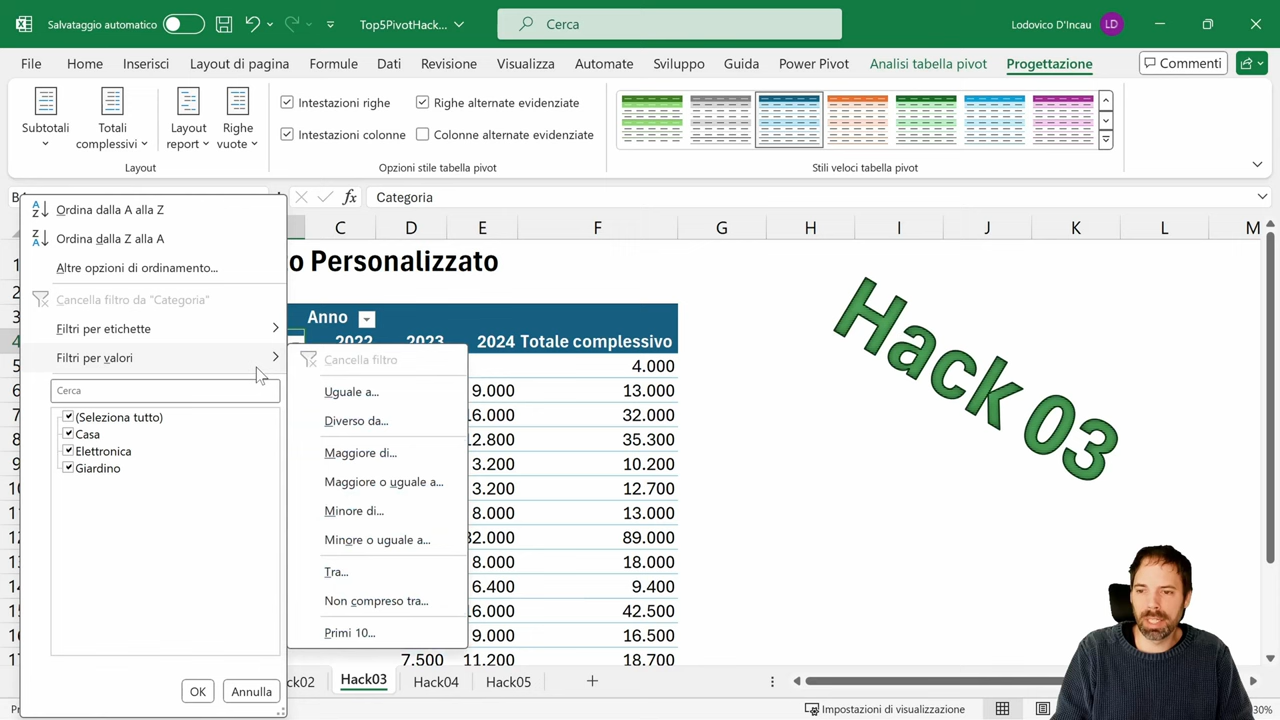 Salvataggio automatico
Top5PivotHack...
Cerca
Lodovico D'Incau
LD
File
Home
Inserisci
Layout di pagina
Formule
Dati
Revisione
Visualizza
Automate
Sviluppo
Guida
Power Pivot
Analisi tabella pivot
Progettazione
Commenti
Subtotali
Totali
complessivi
Layout
report
Righe
vuote
Layout
Intestazioni righe
Righe alternate evidenziate
Intestazioni colonne
Colonne alternate evidenziate
Opzioni stile tabella pivot
Stili veloci tabella pivot
fx
Categoria
C
D
E
F
G
H
I
J
K
L
M
Ordina dalla A alla Z
Ordina dalla Z alla A
Altre opzioni di ordinamento...
Cancella filtro da "Categoria"
Filtri per etichette
Filtri per valori
Cerca
(Seleziona tutto)
Casa
Elettronica
Giardino
OK
Annulla
Cancella filtro
Uguale a...
Diverso da...
Maggiore di...
Maggiore o uguale a...
Minore di...
Minore o uguale a...
Tra...
Non compreso tra...
Primi 10...
o Personalizzato
Anno
2022 2023 2024 Totale complessivo
4.000
9.000 13.000
16.000 32.000
12.800 35.300
3.200 10.200
3.200 12.700
8.000 13.000
32.000 89.000
8.000 18.000
6.400 9.400
16.000 42.500
9.000 16.500
7.500 11.200 18.700
Hack 03
Hack03
Hack04
Hack05
Impostazioni di visualizzazione